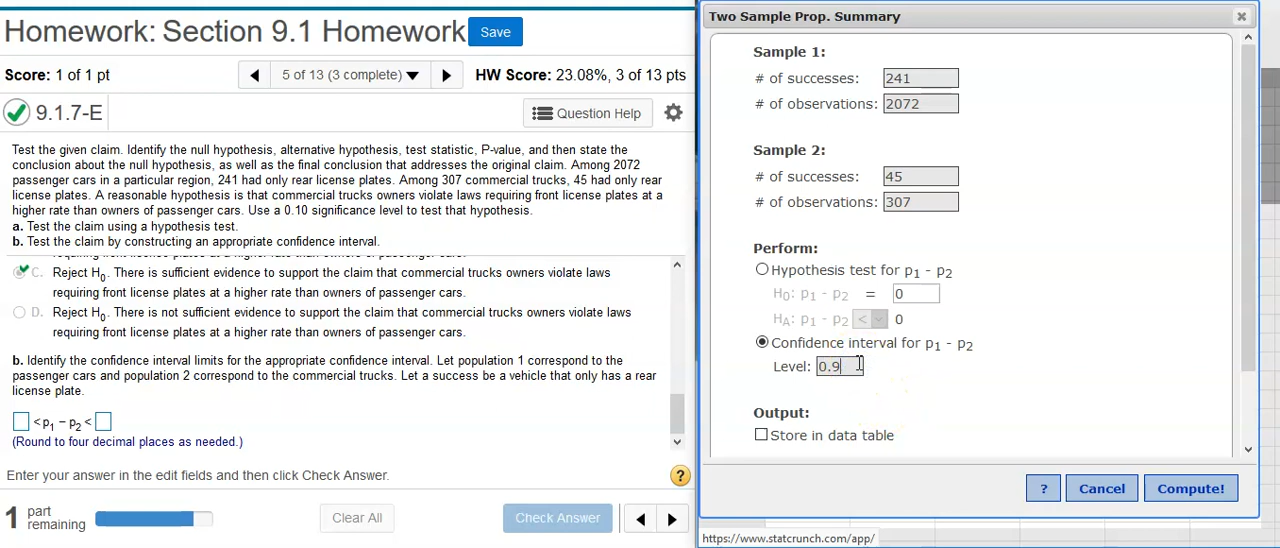 Homework: Section 9.1 Homework Save
Score: 1 of 1 pt
5 of 13 (3 complete)
HW Score: 23.08%, 3 of 13 pts
9.1.7-E
Question Help
Test the given claim. Identify the null hypothesis, alternative hypothesis, test statistic, P-value, and then state the
conclusion about the null hypothesis, as well as the final conclusion that addresses the original claim. Among 2072
passenger cars in a particular region, 241 had only rear license plates. Among 307 commercial trucks, 45 had only rear
license plates. A reasonable hypothesis is that commercial trucks owners violate laws requiring front license plates at a
higher rate than owners of passenger cars. Use a 0.10 significance level to test that hypothesis.
a. Test the claim using a hypothesis test.
b. Test the claim by constructing an appropriate confidence interval.
C. Reject H0. There is sufficient evidence to support the claim that commercial trucks owners violate laws
requiring front license plates at a higher rate than owners of passenger cars.
D. Reject H0. There is not sufficient evidence to support the claim that commercial trucks owners violate laws
requiring front license plates at a higher rate than owners of passenger cars.
b. Identify the confidence interval limits for the appropriate confidence interval. Let population 1 correspond to the
passenger cars and population 2 correspond to the commercial trucks. Let a success be a vehicle that only has a rear
license plate.
< p1 − p2 <
(Round to four decimal places as needed.)
Enter your answer in the edit fields and then click Check Answer.
?
1 part
remaining
Clear All
Check Answer
Two Sample Prop. Summary
Sample 1:
# of successes: 241
# of observations: 2072
Sample 2:
# of successes: 45
# of observations: 307
Perform:
Hypothesis test for p1 - p2
H0: p1 - p2 = 0
HA: p1 - p2 < 0
Confidence interval for p1 - p2
Level: 0.9
Output:
Store in data table
? Cancel Compute!
https://www.statcrunch.com/app/